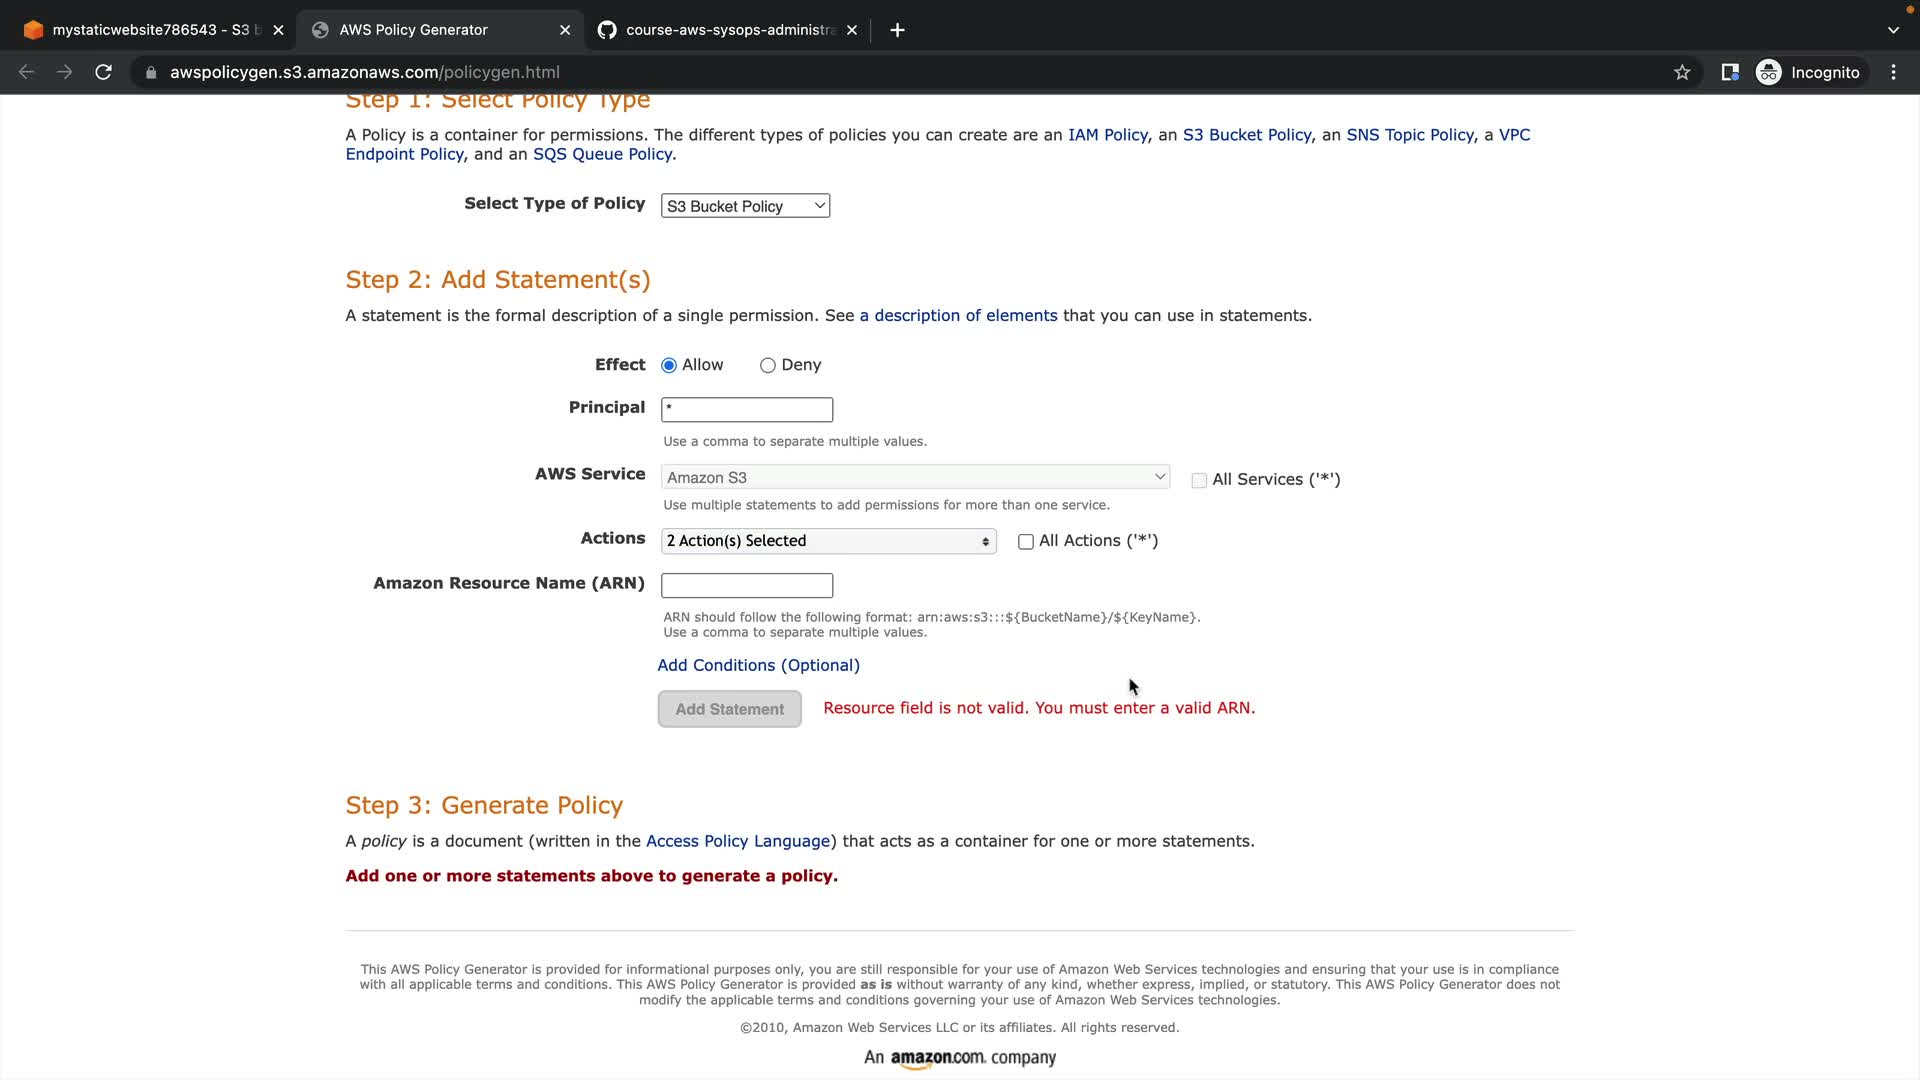 mystaticwebsite786543 - S3 b
AWS Policy Generator
course-aws-sysops-administra
awspolicygen.s3.amazonaws.com/policygen.html
Incognito
Step 1: Select Policy Type
A Policy is a container for permissions. The different types of policies you can create are an IAM Policy, an S3 Bucket Policy, an SNS Topic Policy, a VPC
Endpoint Policy, and an SQS Queue Policy.
Select Type of Policy S3 Bucket Policy
Step 2: Add Statement(s)
A statement is the formal description of a single permission. See a description of elements that you can use in statements.
Effect Allow Deny
Principal *
Use a comma to separate multiple values.
AWS Service Amazon S3 All Services ('*')
Use multiple statements to add permissions for more than one service.
Actions 2 Action(s) Selected All Actions ('*')
Amazon Resource Name (ARN)
ARN should follow the following format: arn:aws:s3:::${BucketName}/${KeyName}.
Use a comma to separate multiple values.
Add Conditions (Optional)
Add Statement Resource field is not valid. You must enter a valid ARN.
Step 3: Generate Policy
A policy is a document (written in the Access Policy Language) that acts as a container for one or more statements.
Add one or more statements above to generate a policy.
This AWS Policy Generator is provided for informational purposes only, you are still responsible for your use of Amazon Web Services technologies and ensuring that your use is in compliance
with all applicable terms and conditions. This AWS Policy Generator is provided as is without warranty of any kind, whether express, implied, or statutory. This AWS Policy Generator does not
modify the applicable terms and conditions governing your use of Amazon Web Services technologies.
©2010, Amazon Web Services LLC or its affiliates. All rights reserved.
An amazon.com. company